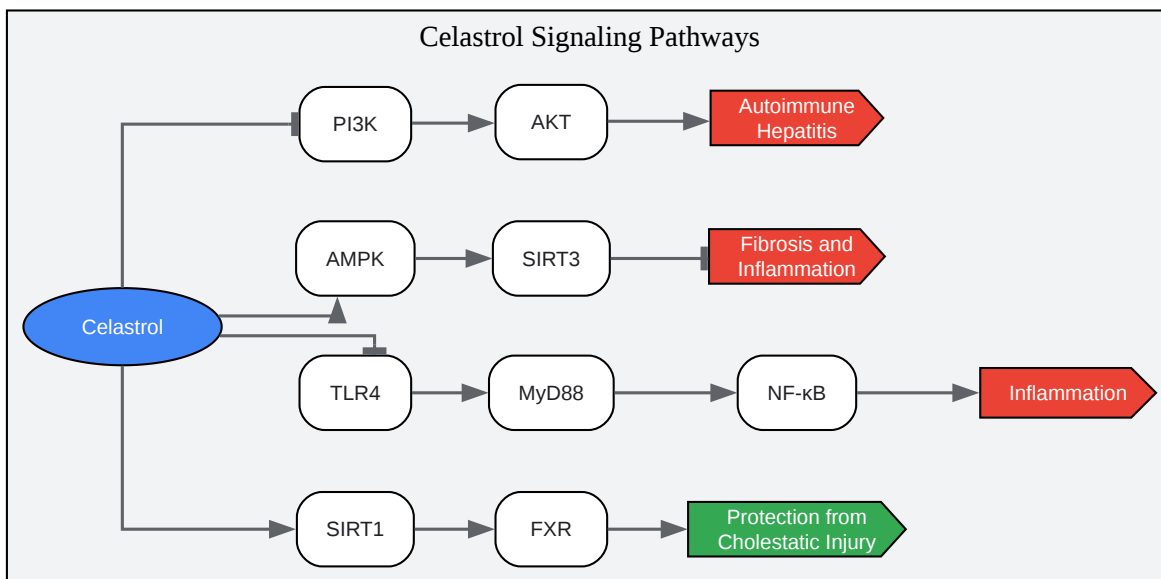 Celastrol Signaling Pathways
PI3K
AKT
Autoimmune
Hepatitis
AMPK
SIRT3
Fibrosis and
Inflammation
Celastrol
TLR4
MyD88
NF-κB
Inflammation
SIRT1
FXR
Protection from
Cholestatic Injury